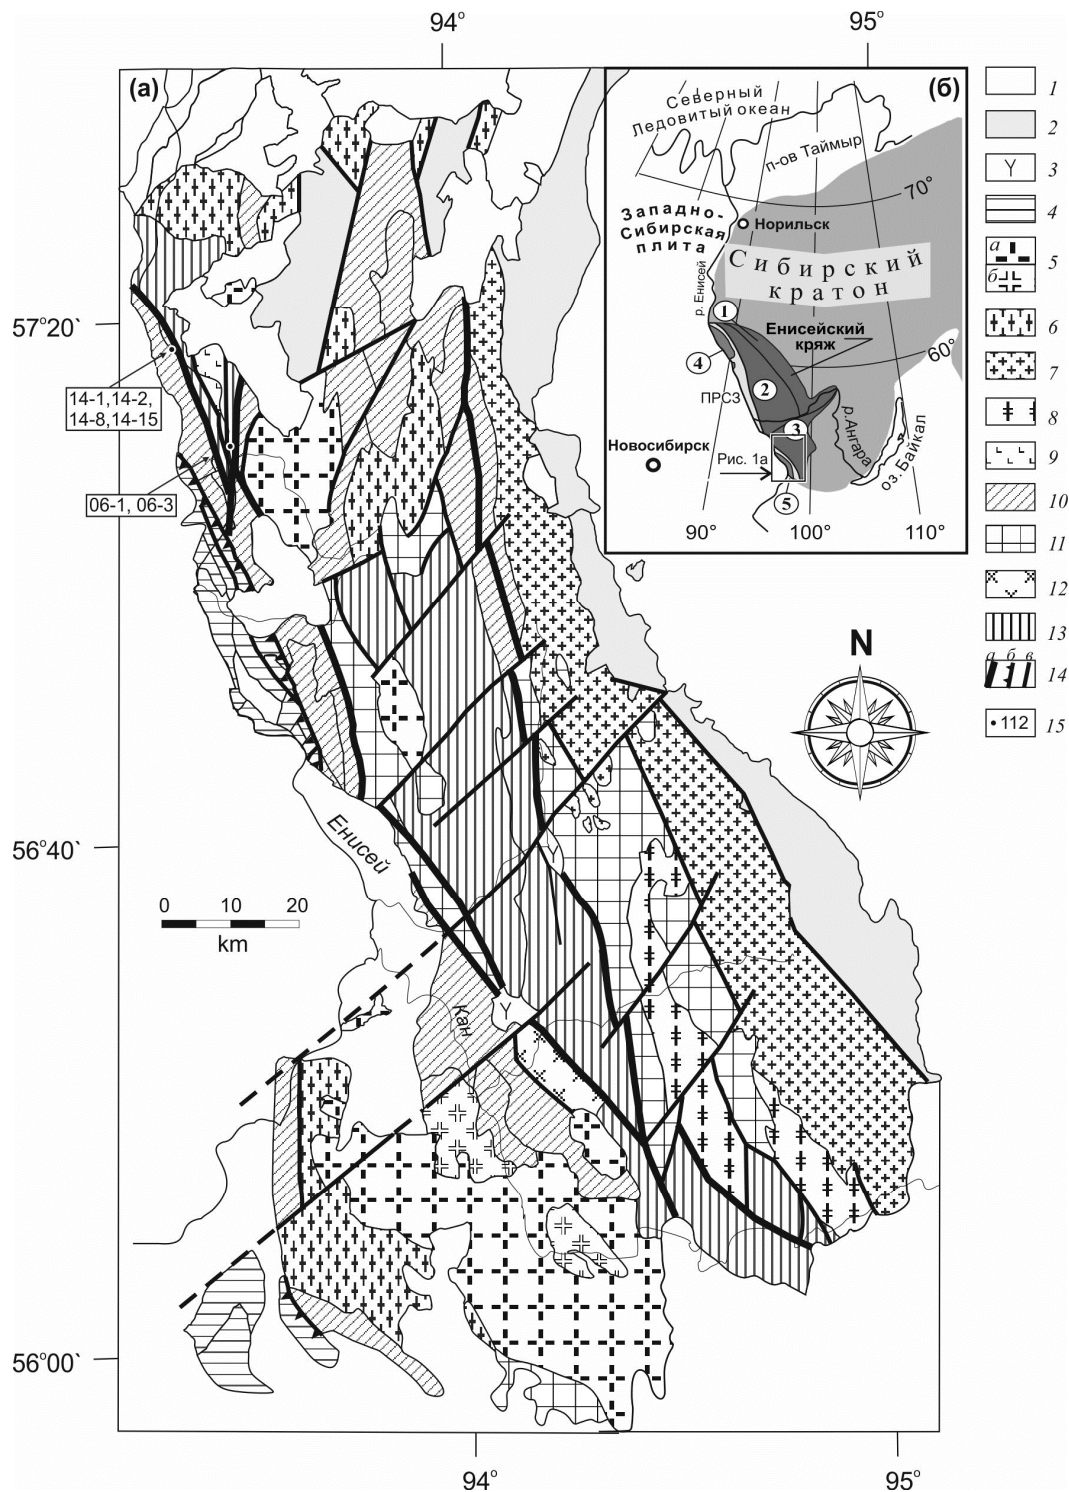 94°
95°
(а)
(б)
Северный
Ледовитый океан
п-ов Таймыр
70°
Западно-
Сибирская
плита
Норильск
Сибирский
кратон
р. Енисей
1
Енисейский
кряж
60°
4
2
ПРСЗ
3
р.Ангара
Новосибирск
Рис. 1а
оз. Байкал
5
90°
100°
110°
57°20`
14-1,14-2,
14-8,14-15
06-1, 06-3
56°40`
Енисей
0 10 20
km
Кан
N
56°00`
94°
95°
1
2
3
4
а
б
5
6
7
8
9
10
11
12
13
а б в
14
112
15